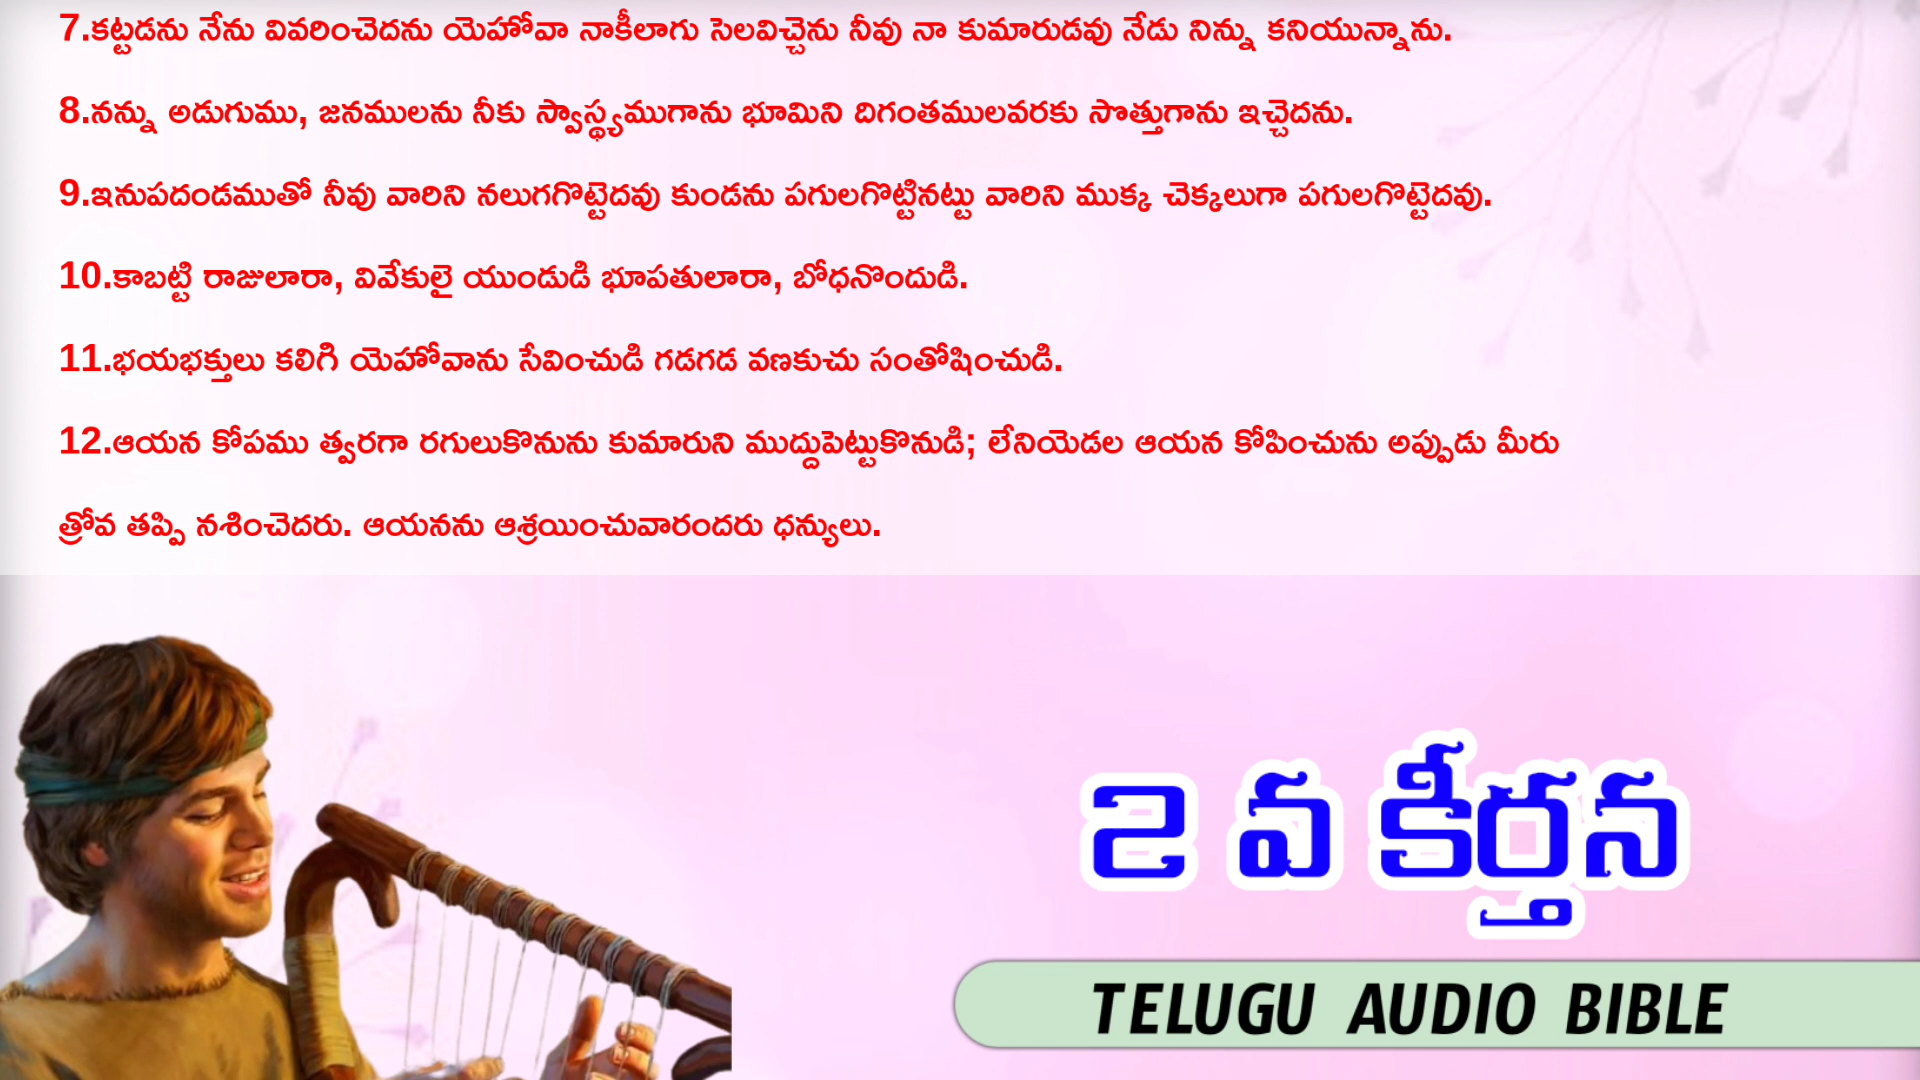 7.కట్టడను నేను వివరించెదను యెహోవా నాకీలాగు సెలవిచ్చెను నీవు నా కుమారుడవు నేడు నిన్ను కనియున్నాను.
8.నన్ను అడుగుము, జనములను నీకు స్వాస్థ్యముగాను భూమిని దిగంతములవరకు సొత్తుగాను ఇచ్చెదను.
9.ఇనుపదండముతో నీవు వారిని నలుగగొట్టెదవు కుండను పగులగొట్టినట్టు వారిని ముక్క చెక్కలుగా పగులగొట్టెదవు.
10.కాబట్టి రాజులారా, వివేకులై యుండుడి భూపతులారా, బోధనొందుడి.
11.భయభక్తులు కలిగి యెహోవాను సేవించుడి గడగడ వణకుచు సంతోషించుడి.
12.ఆయన కోపము త్వరగా రగులుకొనును కుమారుని ముద్దుపెట్టుకొనుడి; లేనియెడల ఆయన కోపించును అప్పుడు మీరు
త్రోవ తప్పి నశించెదరు. ఆయనను ఆశ్రయించువారందరు ధన్యులు.
2 వ కీర్తన
TELUGU AUDIO BIBLE